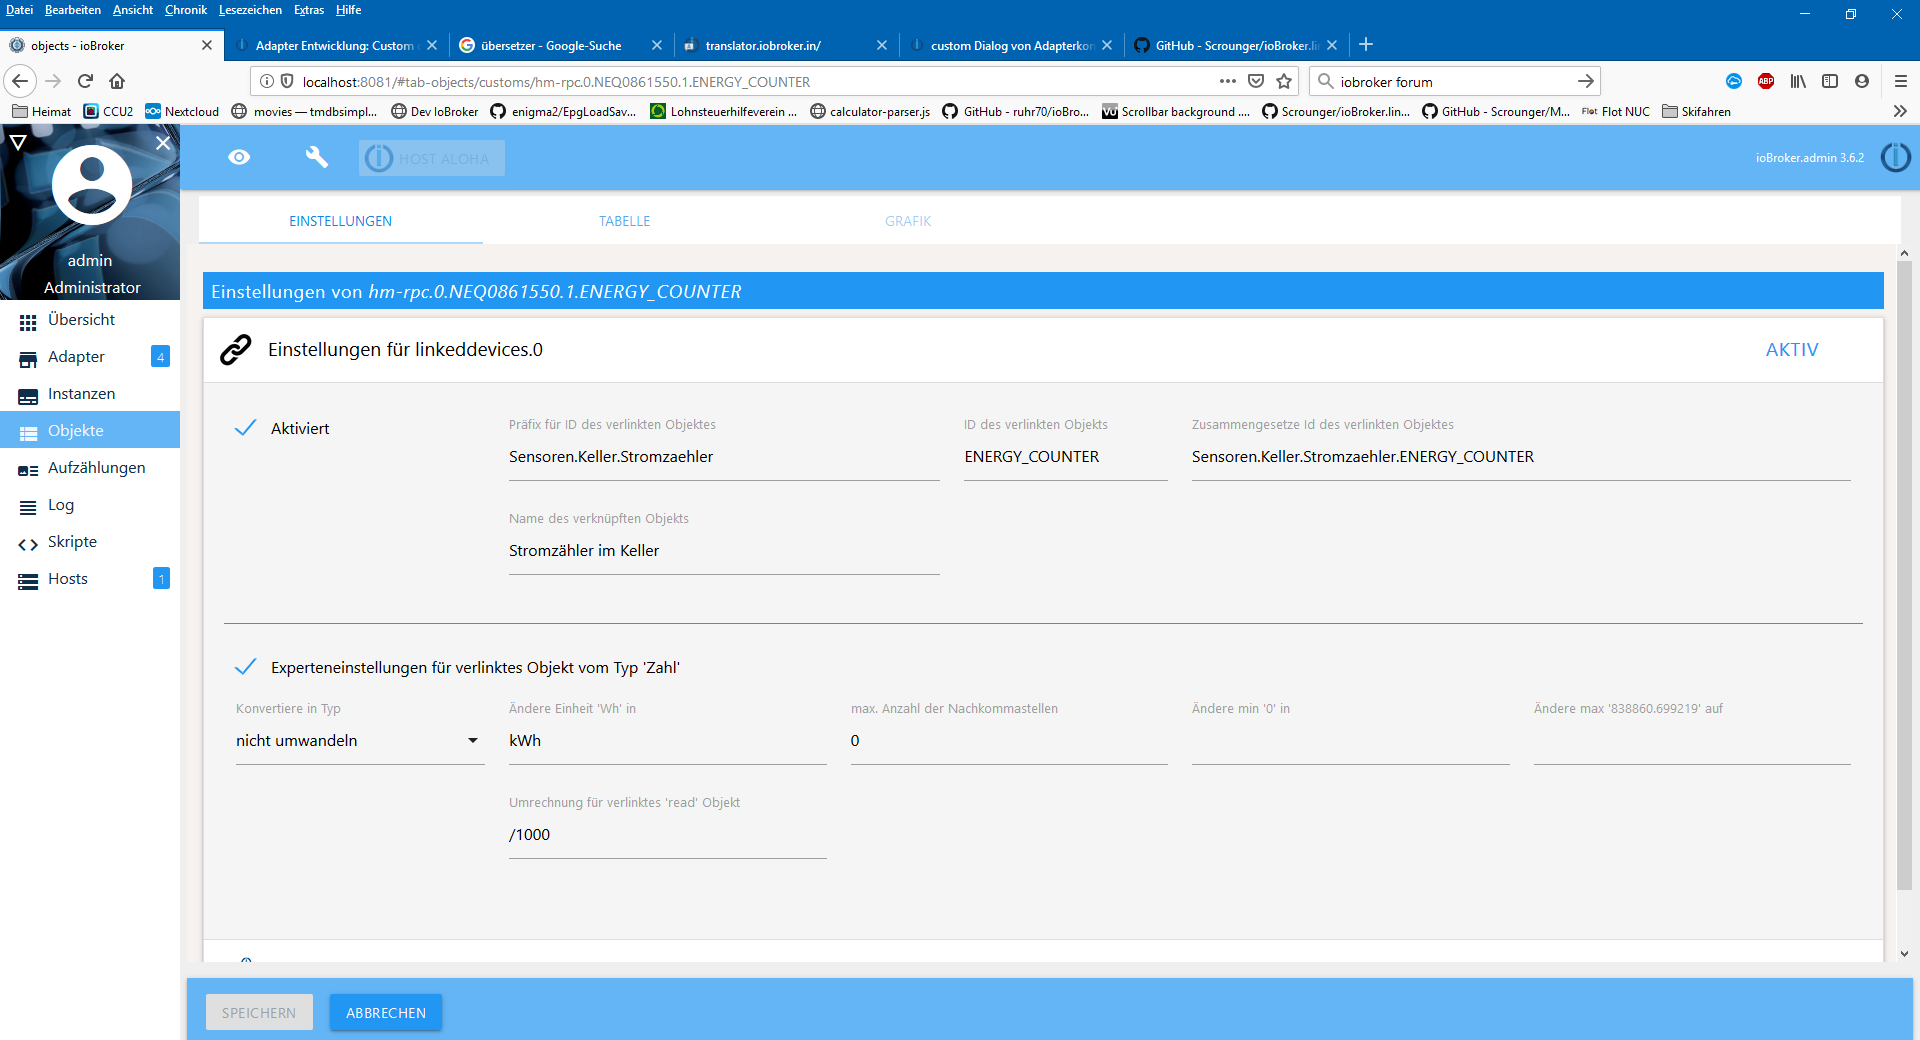 Datei Bearbeiten Ansicht Chronik Lesezeichen Extras Hilfe
objects - ioBroker
Adapter Entwicklung: Custom
übersetzer - Google-Suche
translator.iobroker.in/
custom Dialog von Adapterkon
GitHub - Scrounger/ioBroker.li
localhost:8081/#tab-objects/customs/hm-rpc.0.NEQ0861550.1.ENERGY_COUNTER
iobroker forum
ABP
Heimat CCU2 Nextcloud movies — tmdbsimpl... Dev IoBroker enigma2/EpgLoadSav... Lohnsteuerhilfeverein ... calculator-parser.js GitHub - ruhr70/ioBro... VU Scrollbar background .... Scrounger/ioBroker.lin... GitHub - Scrounger/M... Flot Flot NUC Skifahren
HOST ALOHA
ioBroker.admin 3.6.2
admin
Administrator
Übersicht
Adapter 4
Instanzen
Objekte
Aufzählungen
Log
Skripte
Hosts 1
EINSTELLUNGEN TABELLE GRAFIK
Einstellungen von hm-rpc.0.NEQ0861550.1.ENERGY_COUNTER
Einstellungen für linkeddevices.0 AKTIV
Aktiviert
Präfix für ID des verlinkten Objektes
Sensoren.Keller.Stromzaehler
ID des verlinkten Objekts
ENERGY_COUNTER
Zusammengesetze Id des verlinkten Objektes
Sensoren.Keller.Stromzaehler.ENERGY_COUNTER
Name des verknüpften Objekts
Stromzähler im Keller
Experteneinstellungen für verlinktes Objekt vom Typ 'Zahl'
Konvertiere in Typ
nicht umwandeln
Ändere Einheit 'Wh' in
kWh
max. Anzahl der Nachkommastellen
0
Ändere min '0' in
Ändere max '838860.699219' auf
Umrechnung für verlinktes 'read' Objekt
/1000
SPEICHERN ABBRECHEN